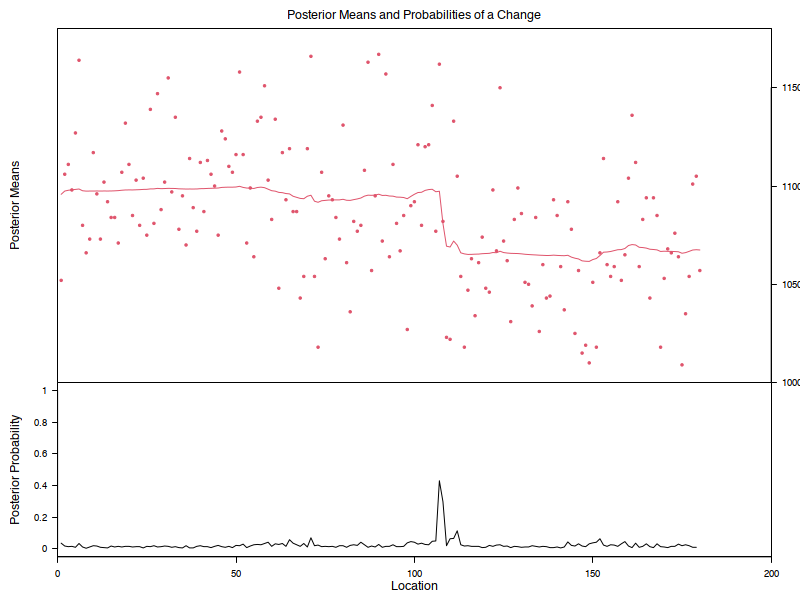 Posterior Means and Probabilities of a Change
Posterior Means
1150
1100
1050
1000
Posterior Probability
1
0.8
0.6
0.4
0.2
0
0 50 100 150 200
Location